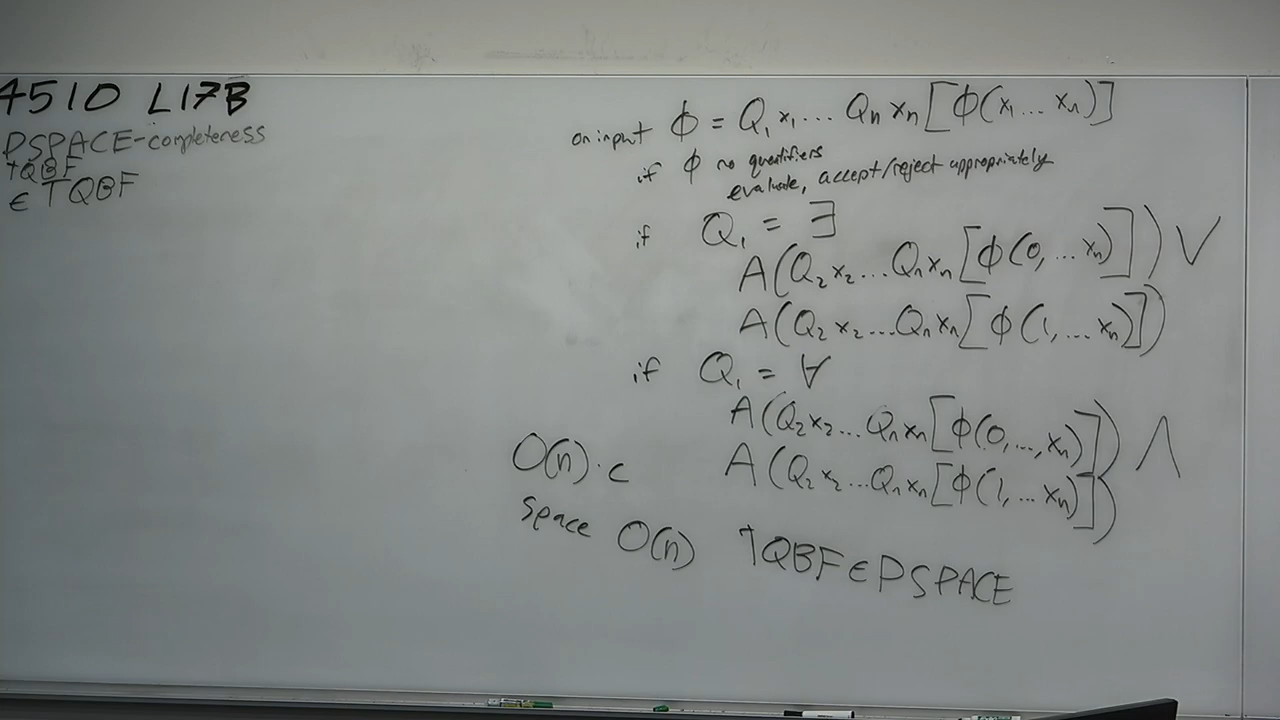 4510 L17B
PSPACE-completeness
TQBF
∈ TQBF
on input ϕ = Q₁x₁... Qₙxₙ[ϕ(x₁...xₙ)]
if ϕ no quantifiers
evaluate, accept/reject appropriately
if Q₁ = ∃
A(Q₂x₂...Qₙxₙ[ϕ(0,...xₙ)]) ∨
A(Q₂x₂...Qₙxₙ[ϕ(1,...xₙ)])
if Q₁ = ∀
A(Q₂x₂...Qₙxₙ[ϕ(0,...,xₙ)]) ∧
A(Q₂x₂...Qₙxₙ[ϕ(1,...xₙ)])
O(n)·c
space O(n) TQBF ∈ PSPACE